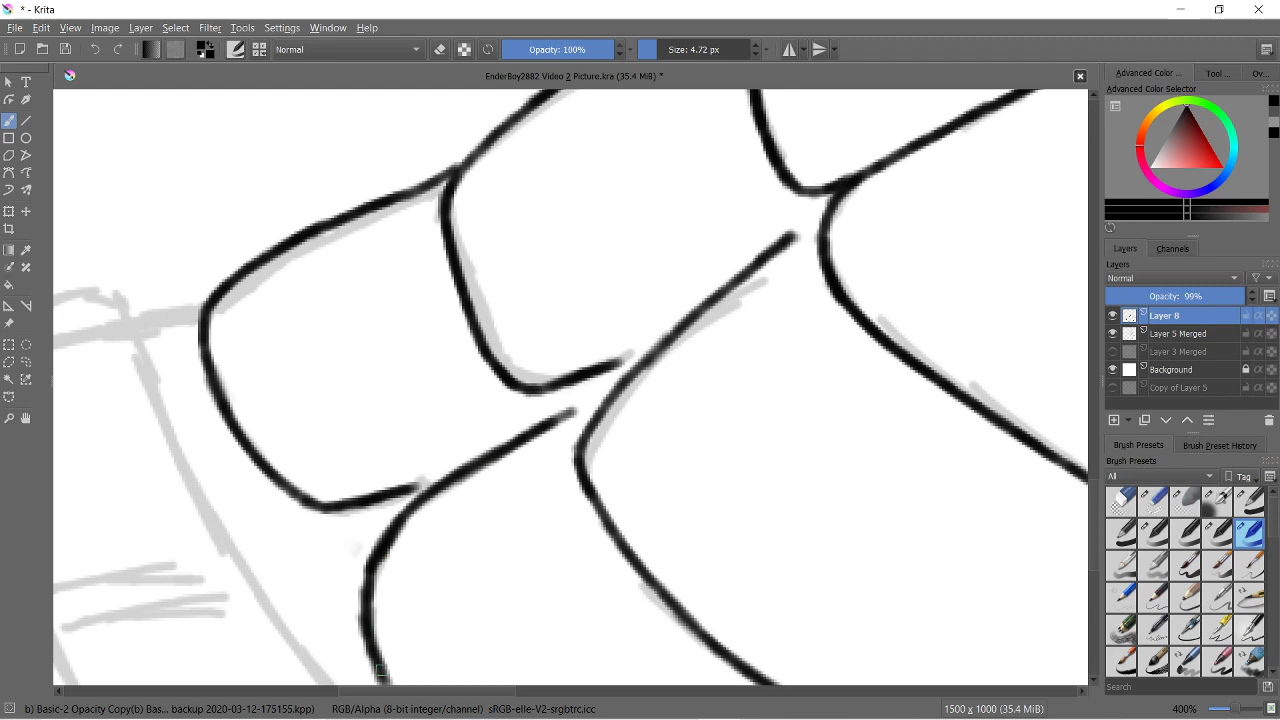 * - Krita
File Edit View Image Layer Select Filter Tools Settings Window Help
Normal Opacity: 100% Size: 4.72 px
EnderBoy2882 Video 2 Picture.kra (35.4 MiB) *
Advanced Color ... Tool ... Ov...
Advanced Color Selector
Layers Channels
Layers
Normal
Opacity: 99%
Layer 8
Layer 5 Merged
Layer 3 Merged
Background
Copy of Layer 5
Brush Presets Brush Preset History
Brush Presets
All Tag
Search
b) Basic-2 Opacity Copy(b) Bas... backup 2020-03-12-175155.kpp) RGB/Alpha (8-bit integer/channel) sRGB-elle-V2-srgbtrc.icc 1500 x 1000 (35.4 MiB) 400%